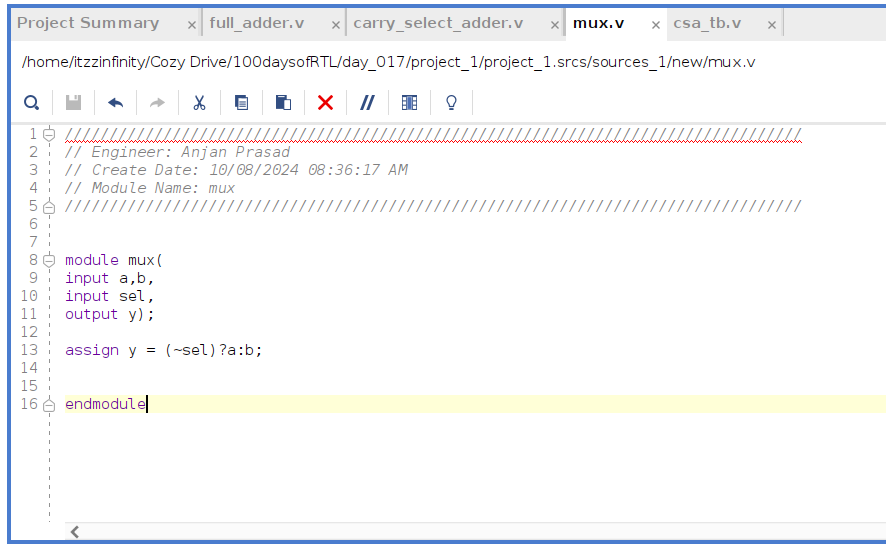 Project Summary × full_adder.v × carry_select_adder.v × mux.v × csa_tb.v ×
/home/itzzinfinity/Cozy Drive/100daysofRTL/day_017/project_1/project_1.srcs/sources_1/new/mux.v
1 //////////////////////////////////////////////////////////////////////////////////
2 // Engineer: Anjan Prasad
3 // Create Date: 10/08/2024 08:36:17 AM
4 // Module Name: mux
5 //////////////////////////////////////////////////////////////////////////////////
6
7
8 module mux(
9 input a,b,
10 input sel,
11 output y);
12
13 assign y = (~sel)?a:b;
14
15
16 endmodule